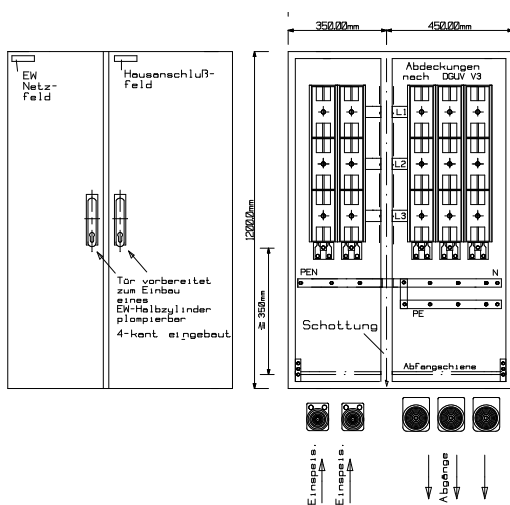 EW
Netz-
feld
Hausanschluß-
feld
Tür vorbereitet
zum Einbau
eines
EW-Halbzylinder
plompierbar
4-kant eingebaut
350.00mm
450.00mm
1200.0mm
≥ 350mm
Abdeckungen
nach DGUV V3
L1
L2
L3
PEN
N
PE
Schottung
Abfangschiene
Einspeis.
Einspeis.
Abgänge